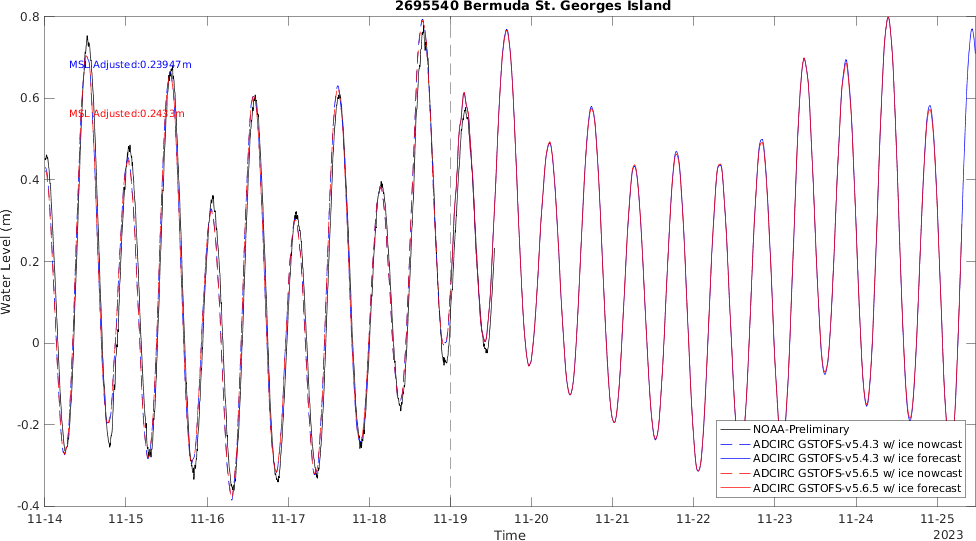 2695540 Bermuda St. Georges Island
0.8
0.6
0.4
0.2
0
-0.2
-0.4
Water Level (m)
MSL Adjusted:0.23947m
MSL Adjusted:0.2433m
NOAA-Preliminary
ADCIRC GSTOFS-v5.4.3 w/ ice nowcast
ADCIRC GSTOFS-v5.4.3 w/ ice forecast
ADCIRC GSTOFS-v5.6.5 w/ ice nowcast
ADCIRC GSTOFS-v5.6.5 w/ ice forecast
11-14 11-15 11-16 11-17 11-18 11-19 11-20 11-21 11-22 11-23 11-24 11-25
Time
2023